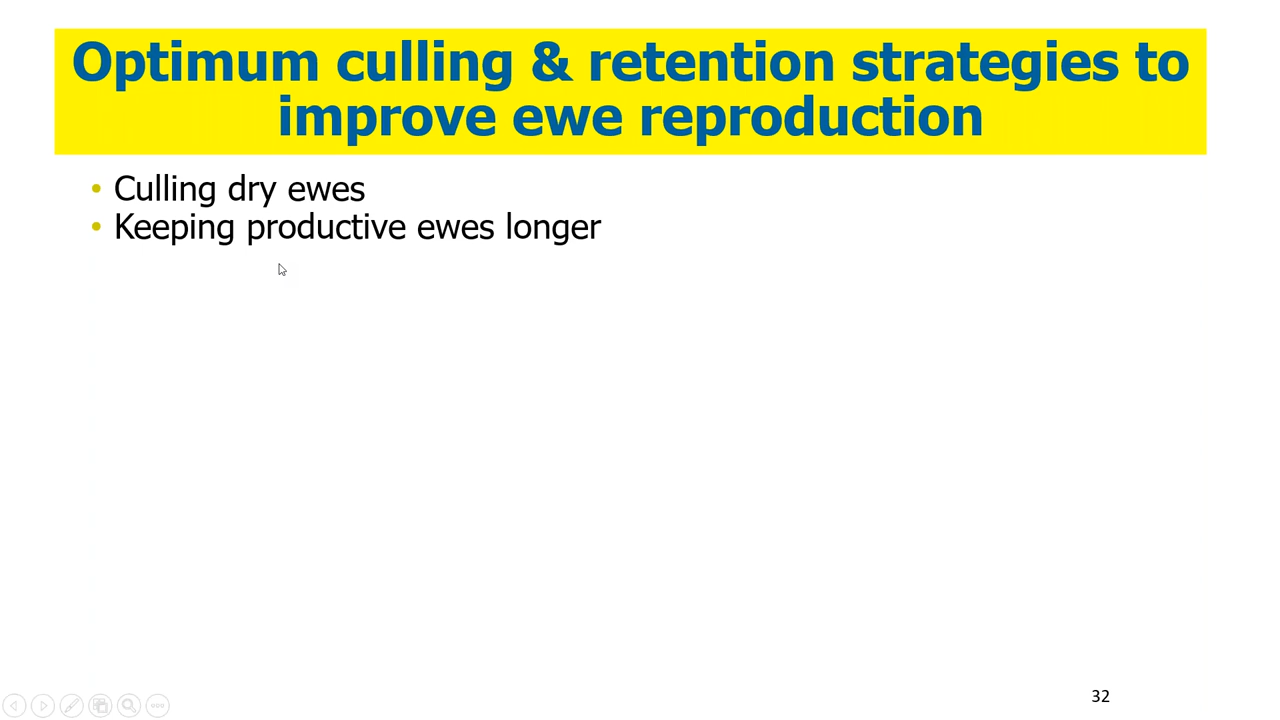 Optimum culling & retention strategies to
improve ewe reproduction
• Culling dry ewes
• Keeping productive ewes longer
32